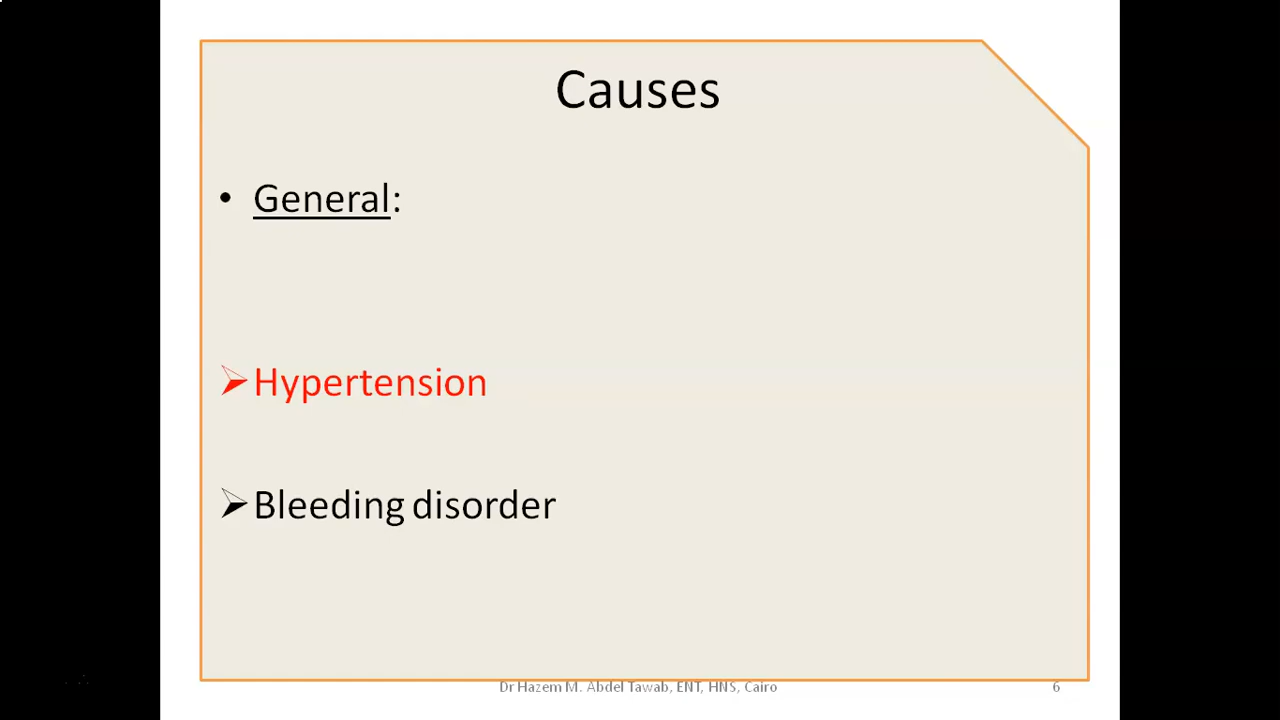 Causes
• General:
➢Hypertension
➢Bleeding disorder
Dr Hazem M. Abdel Tawab, ENT, HNS, Cairo
6